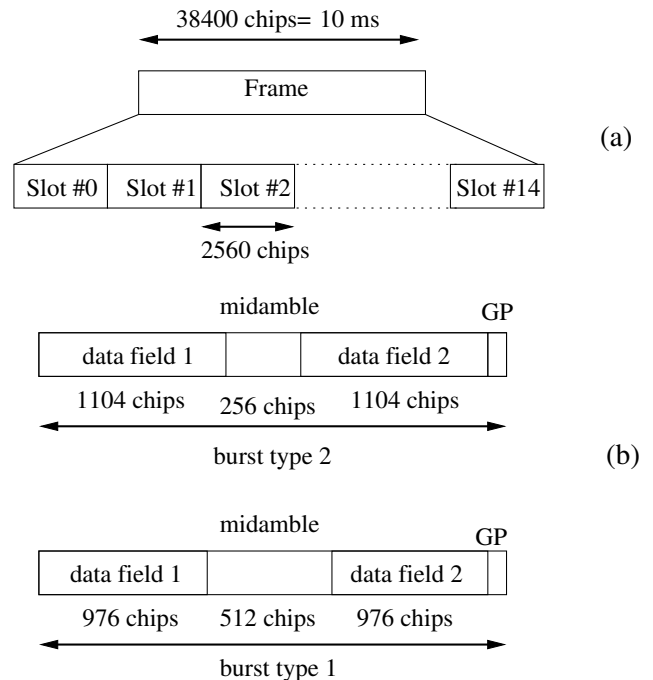 38400 chips= 10 ms
Frame
(a)
Slot #0 Slot #1 Slot #2 Slot #14
2560 chips
midamble GP
data field 1 data field 2
1104 chips 256 chips 1104 chips
burst type 2
(b)
midamble GP
data field 1 data field 2
976 chips 512 chips 976 chips
burst type 1